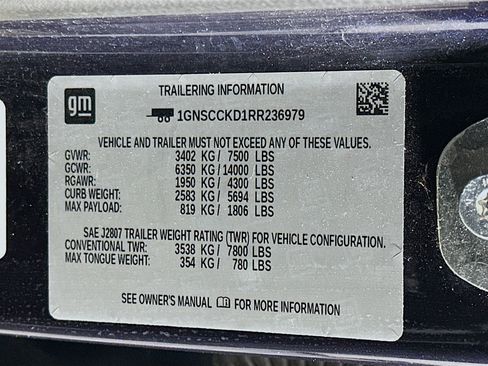 gm
TRAILERING INFORMATION
1GNSCCKD1RR236979
VEHICLE AND TRAILER MUST NOT EXCEED ANY OF THESE VALUES.
GVWR: 3402 KG / 7500 LBS
GCWR: 6350 KG / 14000 LBS
RGAWR: 1950 KG / 4300 LBS
CURB WEIGHT: 2583 KG / 5694 LBS
MAX PAYLOAD: 819 KG / 1806 LBS
SAE J2807 TRAILER WEIGHT RATING (TWR) FOR VEHICLE CONFIGURATION.
CONVENTIONAL TWR: 3538 KG / 7800 LBS
MAX TONGUE WEIGHT: 354 KG / 780 LBS
SEE OWNER'S MANUAL FOR MORE INFORMATION